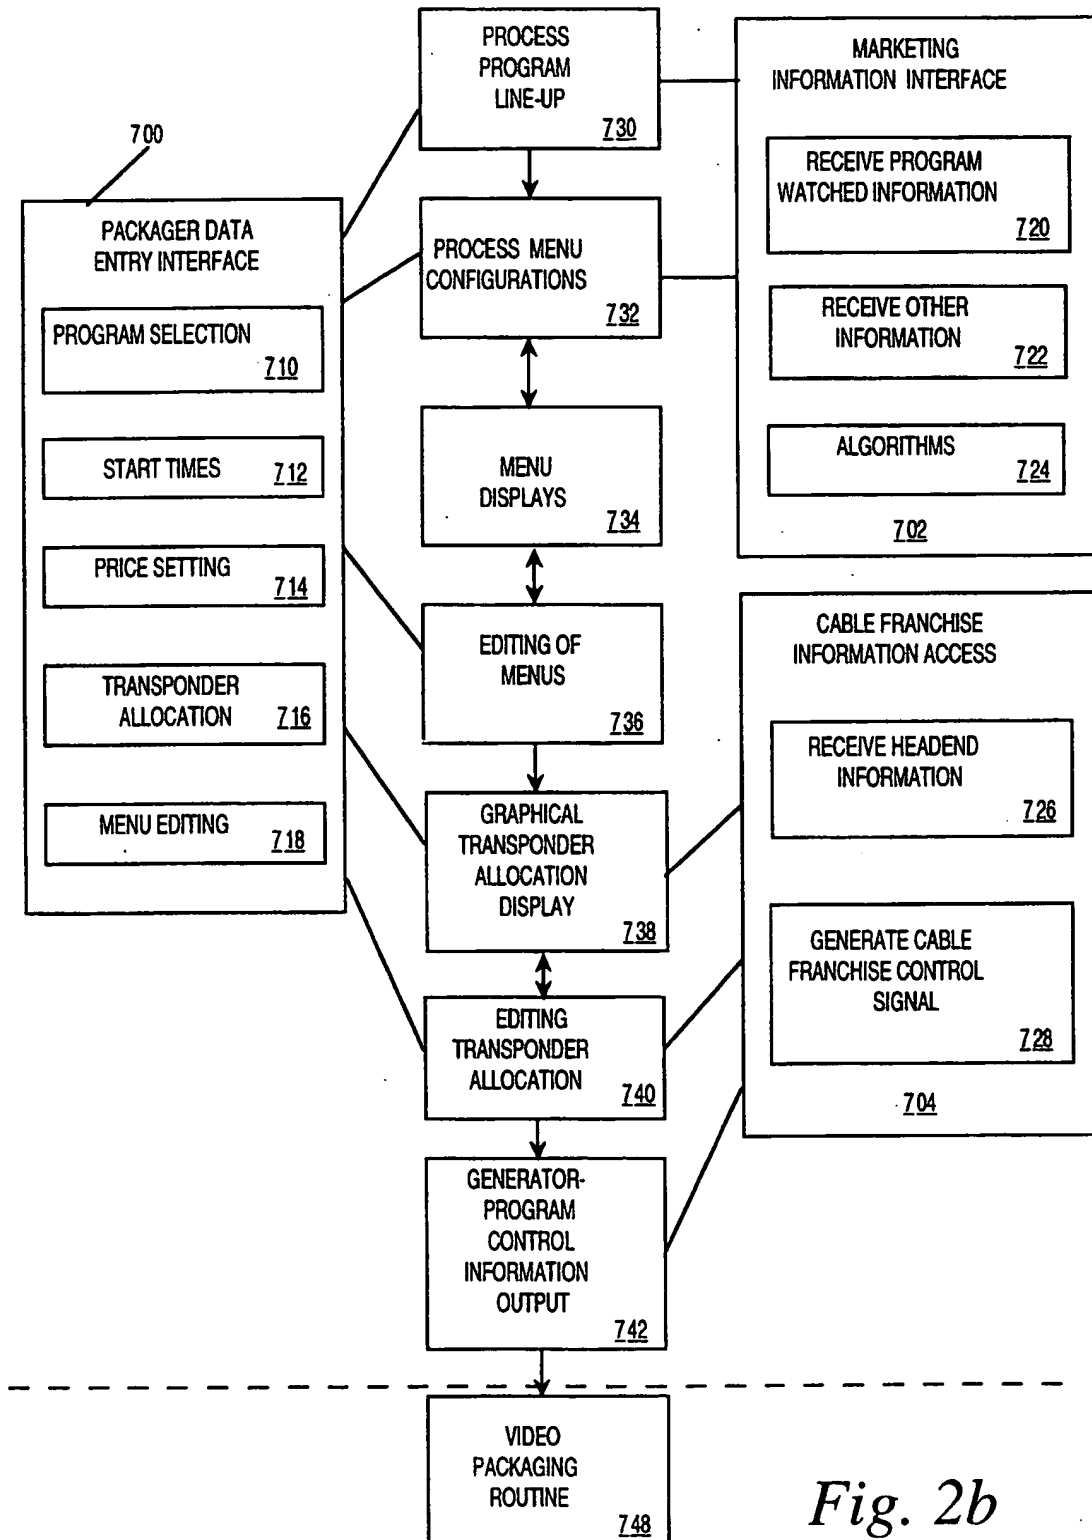 700
PACKAGER DATA
ENTRY INTERFACE
PROGRAM SELECTION
710
START TIMES 712
PRICE SETTING 714
TRANSPONDER
ALLOCATION 716
MENU EDITING 718
PROCESS
PROGRAM
LINE-UP
730
PROCESS MENU
CONFIGURATIONS
732
MENU
DISPLAYS
734
EDITING OF
MENUS
736
GRAPHICAL
TRANSPONDER
ALLOCATION
DISPLAY
738
EDITING
TRANSPONDER
ALLOCATION
740
GENERATOR-
PROGRAM
CONTROL
INFORMATION
OUTPUT
742
VIDEO
PACKAGING
ROUTINE
748
MARKETING
INFORMATION INTERFACE
RECEIVE PROGRAM
WATCHED INFORMATION
720
RECEIVE OTHER
INFORMATION
722
ALGORITHMS
724
702
CABLE FRANCHISE
INFORMATION ACCESS
RECEIVE HEADEND
INFORMATION
726
GENERATE CABLE
FRANCHISE CONTROL
SIGNAL
728
704
Fig. 2b